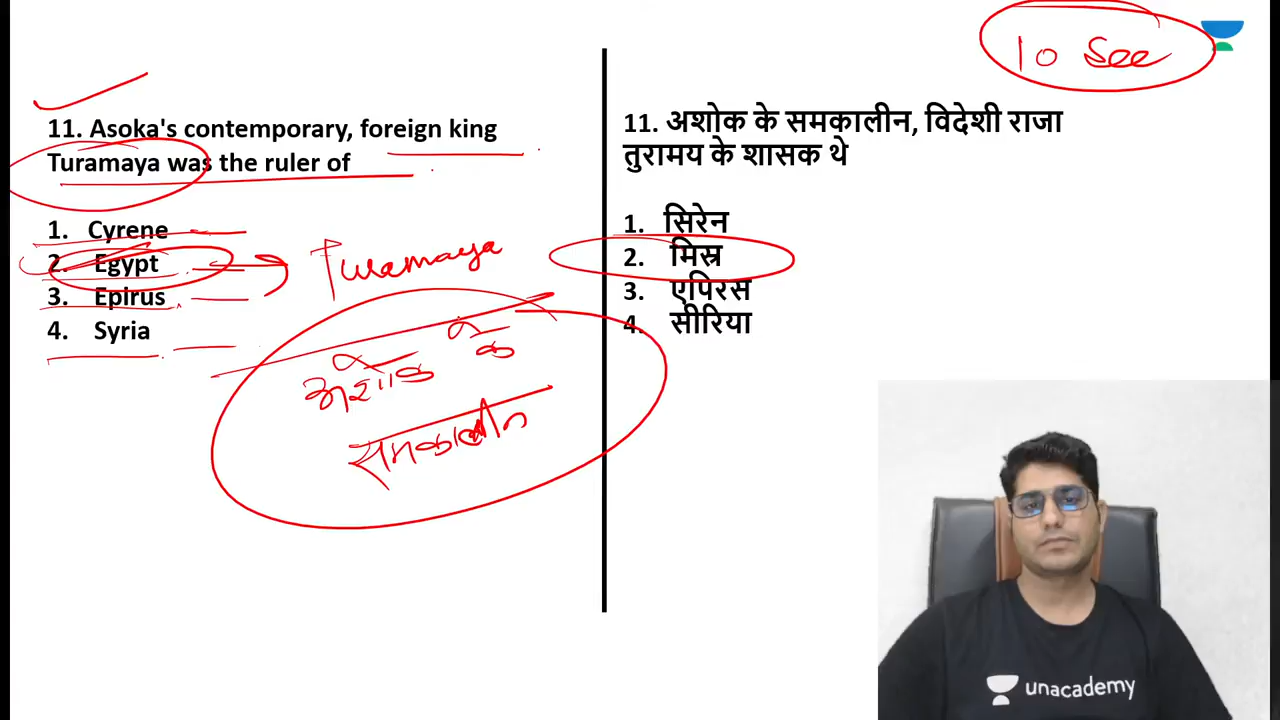 10 Sec
11. Asoka's contemporary, foreign king
Turamaya was the ruler of
1. Cyrene
2. Egypt
3. Epirus
4. Syria
Turamaya
अशोक के
समकालीन
11. अशोक के समकालीन, विदेशी राजा
तुरामय के शासक थे
1. सिरेन
2. मिस्र
3. एपिरस
4. सीरिया
unacademy